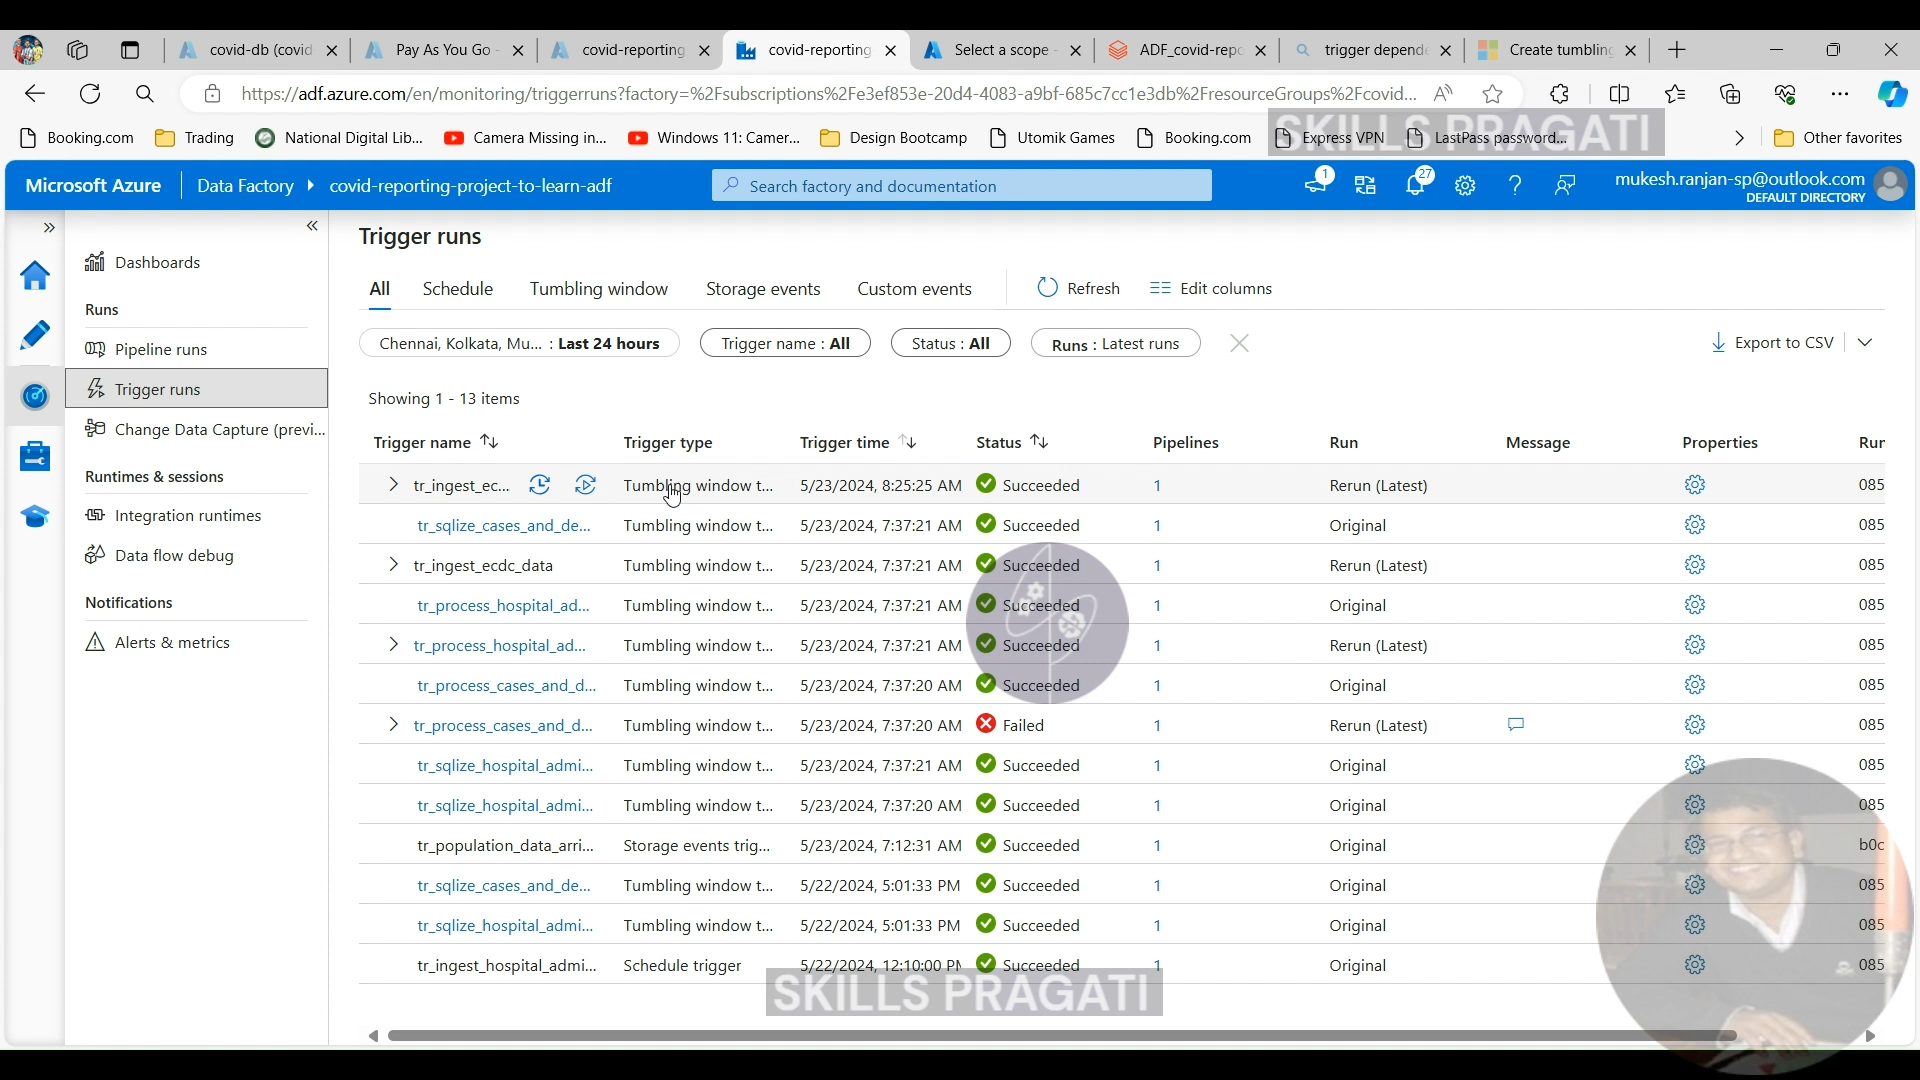 covid-db (covid
Pay As You Go -
covid-reporting
covid-reporting
Select a scope -
ADF_covid-repo
trigger depende
Create tumbling
https://adf.azure.com/en/monitoring/triggerruns?factory=%2Fsubscriptions%2Fe3ef853e-20d4-4083-a9bf-685c7cc1e3db%2FresourceGroups%2Fcovid...
Booking.com
Trading
National Digital Lib...
Camera Missing in...
Windows 11: Camer...
Design Bootcamp
Utomik Games
Booking.com
Express VPN
LastPass password...
Other favorites
SKILLS PRAGATI
Microsoft Azure
Data Factory
covid-reporting-project-to-learn-adf
Search factory and documentation
1
27
mukesh.ranjan-sp@outlook.com
DEFAULT DIRECTORY
Dashboards
Runs
Pipeline runs
Trigger runs
Change Data Capture (previ...
Runtimes & sessions
Integration runtimes
Data flow debug
Notifications
Alerts & metrics
Trigger runs
All Schedule Tumbling window Storage events Custom events Refresh Edit columns
Chennai, Kolkata, Mu... : Last 24 hours Trigger name : All Status : All Runs : Latest runs Export to CSV
Showing 1 - 13 items
Trigger name Trigger type Trigger time Status Pipelines Run Message Properties Run
tr_ingest_ec... Tumbling window t... 5/23/2024, 8:25:25 AM Succeeded 1 Rerun (Latest) 085
tr_sqlize_cases_and_de... Tumbling window t... 5/23/2024, 7:37:21 AM Succeeded 1 Original 085
tr_ingest_ecdc_data Tumbling window t... 5/23/2024, 7:37:21 AM Succeeded 1 Rerun (Latest) 085
tr_process_hospital_ad... Tumbling window t... 5/23/2024, 7:37:21 AM Succeeded 1 Original 085
tr_process_hospital_ad... Tumbling window t... 5/23/2024, 7:37:21 AM Succeeded 1 Rerun (Latest) 085
tr_process_cases_and_d... Tumbling window t... 5/23/2024, 7:37:20 AM Succeeded 1 Original 085
tr_process_cases_and_d... Tumbling window t... 5/23/2024, 7:37:20 AM Failed 1 Rerun (Latest) 085
tr_sqlize_hospital_admi... Tumbling window t... 5/23/2024, 7:37:21 AM Succeeded 1 Original 085
tr_sqlize_hospital_admi... Tumbling window t... 5/23/2024, 7:37:20 AM Succeeded 1 Original 085
tr_population_data_arri... Storage events trig... 5/23/2024, 7:12:31 AM Succeeded 1 Original b0c
tr_sqlize_cases_and_de... Tumbling window t... 5/22/2024, 5:01:33 PM Succeeded 1 Original 085
tr_sqlize_hospital_admi... Tumbling window t... 5/22/2024, 5:01:33 PM Succeeded 1 Original 085
tr_ingest_hospital_admi... Schedule trigger 5/22/2024, 12:10:00 PM Succeeded 1 Original 085
SKILLS PRAGATI